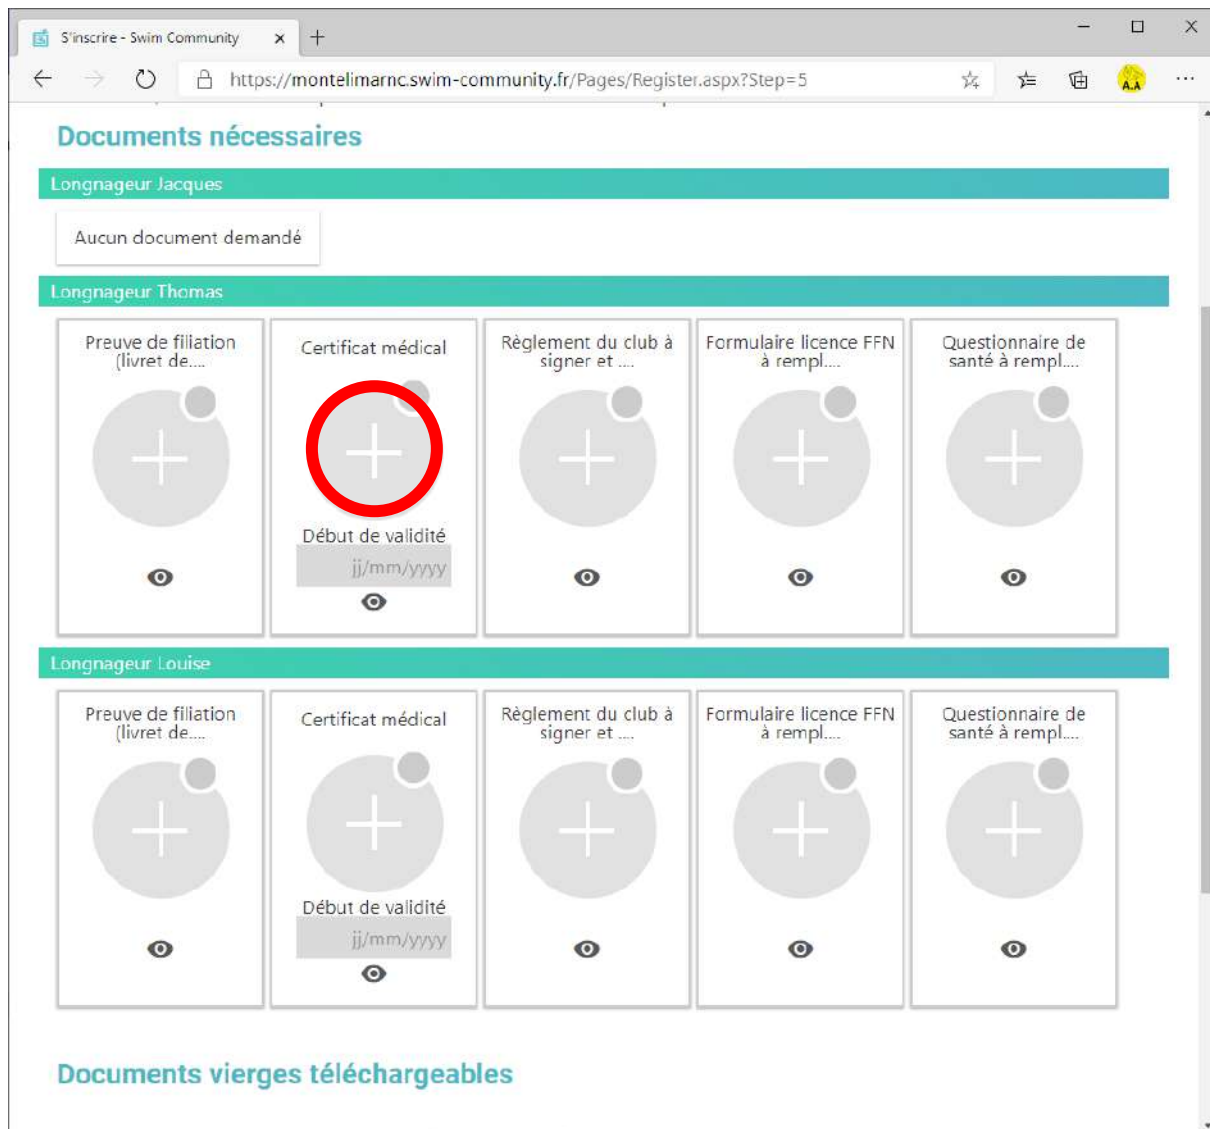 S'inscrire - Swim Community
https://montelimarnc.swim-community.fr/Pages/Register.aspx?Step=5
A.A
Documents nécessaires
Longnageur Jacques
Aucun document demandé
Longnageur Thomas
Preuve de filiation
(livret de....
Certificat médical
Début de validité
jj/mm/yyyy
Règlement du club à
signer et ....
Formulaire licence FFN
à rempl....
Questionnaire de
santé à rempl....
Longnageur Louise
Preuve de filiation
(livret de....
Certificat médical
Début de validité
jj/mm/yyyy
Règlement du club à
signer et ....
Formulaire licence FFN
à rempl....
Questionnaire de
santé à rempl....
Documents vierges téléchargeables